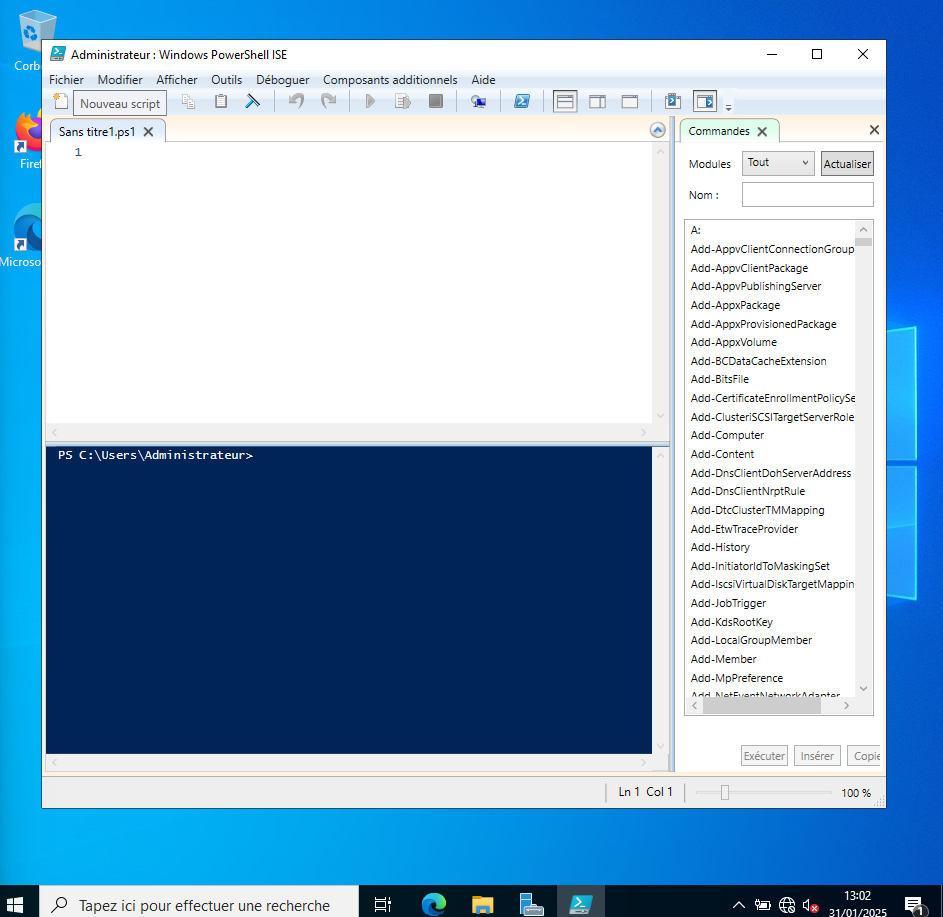 Corb
Administrateur : Windows PowerShell ISE
Fichier Modifier Afficher Outils Déboguer Composants additionnels Aide
Nouveau script
Sans titre1.ps1
1
Firef
Microso
Commandes
Modules Tout Actualiser
Nom :
A:
Add-AppvClientConnectionGroup
Add-AppvClientPackage
Add-AppvPublishingServer
Add-AppxPackage
Add-AppxProvisionedPackage
Add-AppxVolume
Add-BCDataCacheExtension
Add-BitsFile
Add-CertificateEnrollmentPolicySe
Add-ClusteriSCSITargetServerRole
Add-Computer
Add-Content
Add-DnsClientDohServerAddress
Add-DnsClientNrptRule
Add-DtcClusterTMMapping
Add-EtwTraceProvider
Add-History
Add-InitiatorIdToMaskingSet
Add-IscsiVirtualDiskTargetMappin
Add-JobTrigger
Add-KdsRootKey
Add-LocalGroupMember
Add-Member
Add-MpPreference
Add-NetEventNetworkAdapter
Exécuter Insérer Copie
PS C:\Users\Administrateur>
Ln 1 Col 1 100 %
Tapez ici pour effectuer une recherche
13:02
31/01/2025
1